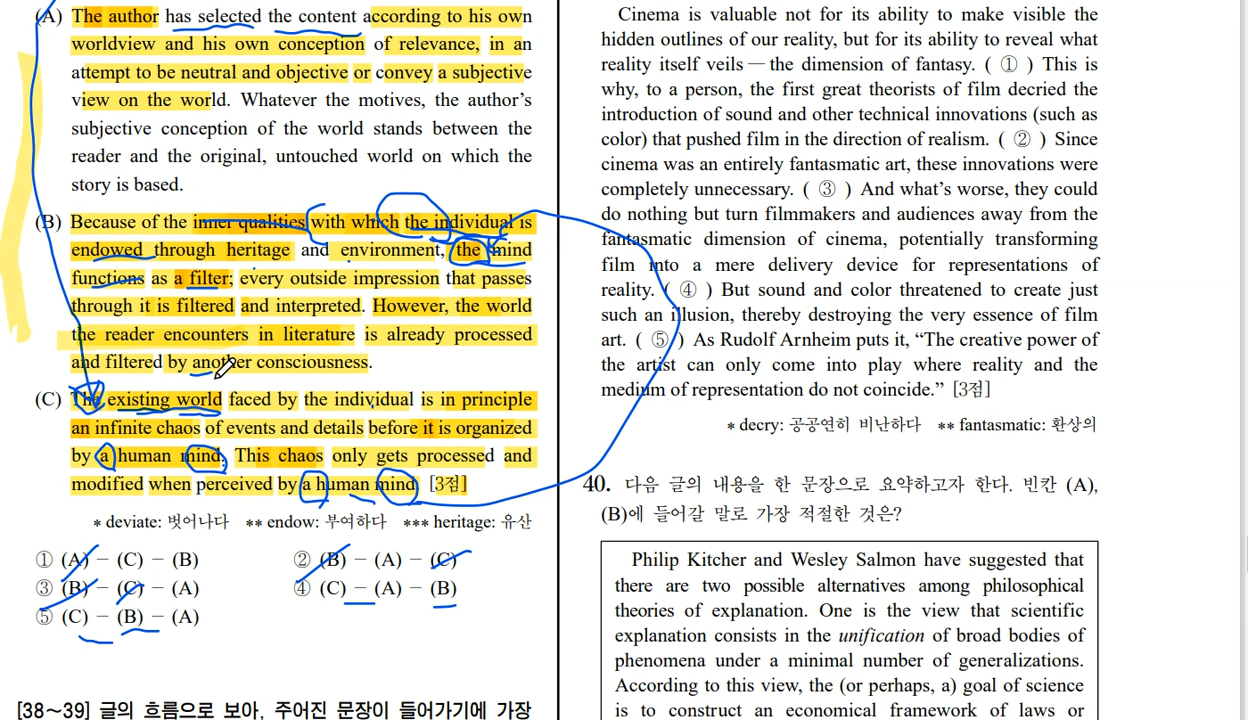 (A) The author has selected the content according to his own
worldview and his own conception of relevance, in an
attempt to be neutral and objective or convey a subjective
view on the world. Whatever the motives, the author's
subjective conception of the world stands between the
reader and the original, untouched world on which the
story is based.
(B) Because of the inner qualities with which the individual is
endowed through heritage and environment, the mind
functions as a filter; every outside impression that passes
through it is filtered and interpreted. However, the world
the reader encounters in literature is already processed
and filtered by another consciousness.
(C) The existing world faced by the individual is in principle
an infinite chaos of events and details before it is organized
by a human mind. This chaos only gets processed and
modified when perceived by a human mind. [3점]
* deviate: 벗어나다 ** endow: 부여하다 *** heritage: 유산
① (A) - (C) - (B)
② (B) - (A) - (C)
③ (B) - (C) - (A)
④ (C) - (A) - (B)
⑤ (C) - (B) - (A)
[38~39] 글의 흐름으로 보아, 주어진 문장이 들어가기에 가장
Cinema is valuable not for its ability to make visible the
hidden outlines of our reality, but for its ability to reveal what
reality itself veils — the dimension of fantasy. ( ① ) This is
why, to a person, the first great theorists of film decried the
introduction of sound and other technical innovations (such as
color) that pushed film in the direction of realism. ( ② ) Since
cinema was an entirely fantasmatic art, these innovations were
completely unnecessary. ( ③ ) And what's worse, they could
do nothing but turn filmmakers and audiences away from the
fantasmatic dimension of cinema, potentially transforming
film into a mere delivery device for representations of
reality. ( ④ ) But sound and color threatened to create just
such an illusion, thereby destroying the very essence of film
art. ( ⑤ ) As Rudolf Arnheim puts it, “The creative power of
the artist can only come into play where reality and the
medium of representation do not coincide.” [3점]
* decry: 공공연히 비난하다 ** fantasmatic: 환상의
40. 다음 글의 내용을 한 문장으로 요약하고자 한다. 빈칸 (A),
(B)에 들어갈 말로 가장 적절한 것은?
Philip Kitcher and Wesley Salmon have suggested that
there are two possible alternatives among philosophical
theories of explanation. One is the view that scientific
explanation consists in the unification of broad bodies of
phenomena under a minimal number of generalizations.
According to this view, the (or perhaps, a) goal of science
is to construct an economical framework of laws or